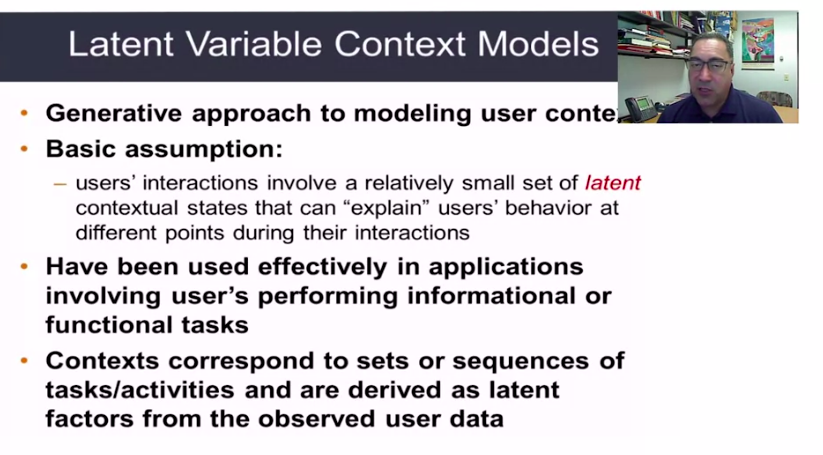 Latent Variable Context Models
• Generative approach to modeling user conte
• Basic assumption:
– users' interactions involve a relatively small set of latent
contextual states that can “explain” users' behavior at
different points during their interactions
• Have been used effectively in applications
involving user's performing informational or
functional tasks
• Contexts correspond to sets or sequences of
tasks/activities and are derived as latent
factors from the observed user data